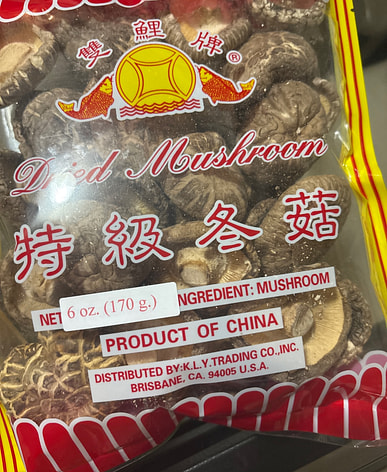 雙鯉牌®
Dried Mushroom
特級冬菇
NET 6 oz. (170 g.) INGREDIENT: MUSHROOM
PRODUCT OF CHINA
DISTRIBUTED BY:K.L.Y.TRADING CO.,INC.
BRISBANE, CA. 94005 U.S.A.